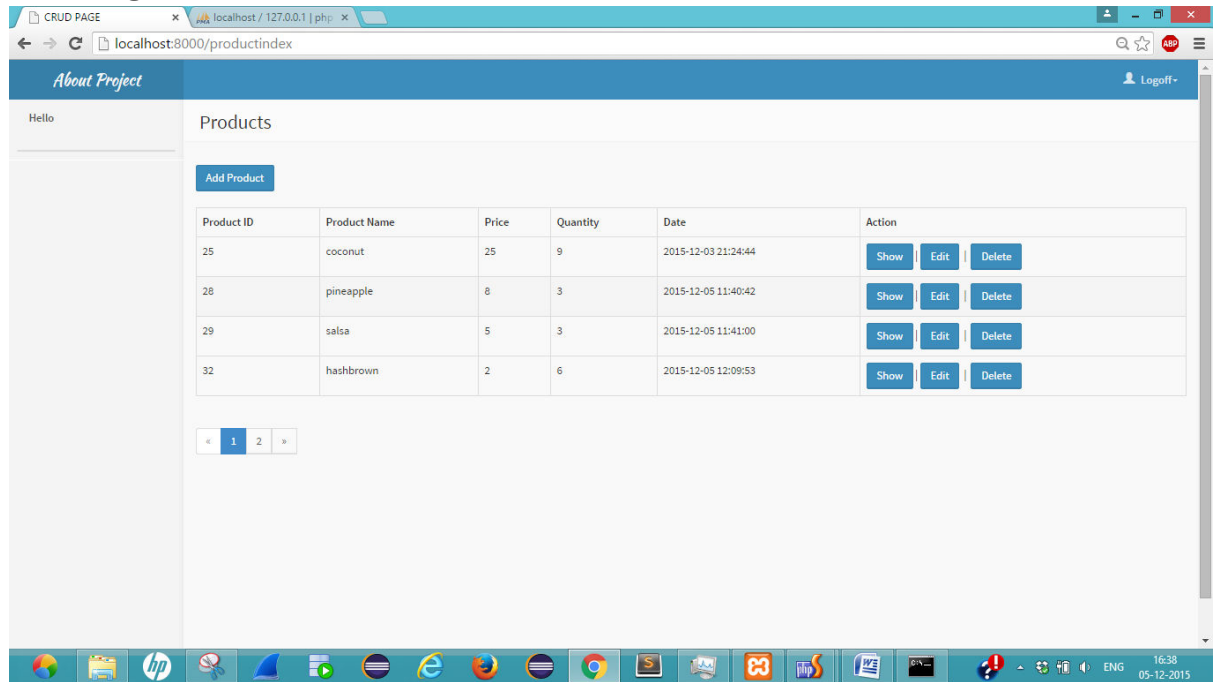 CRUD PAGE
localhost / 127.0.0.1 | php
localhost:8000/productindex
ABP
About Project
Logoff
Hello
Products
Add Product
Product ID Product Name Price Quantity Date Action
25 coconut 25 9 2015-12-03 21:24:44 Show | Edit | Delete
28 pineapple 8 3 2015-12-05 11:40:42 Show | Edit | Delete
29 salsa 5 3 2015-12-05 11:41:00 Show | Edit | Delete
32 hashbrown 2 6 2015-12-05 12:09:53 Show | Edit | Delete
« 1 2 »
hp
S
php
W
C:\
ENG
16:38
05-12-2015